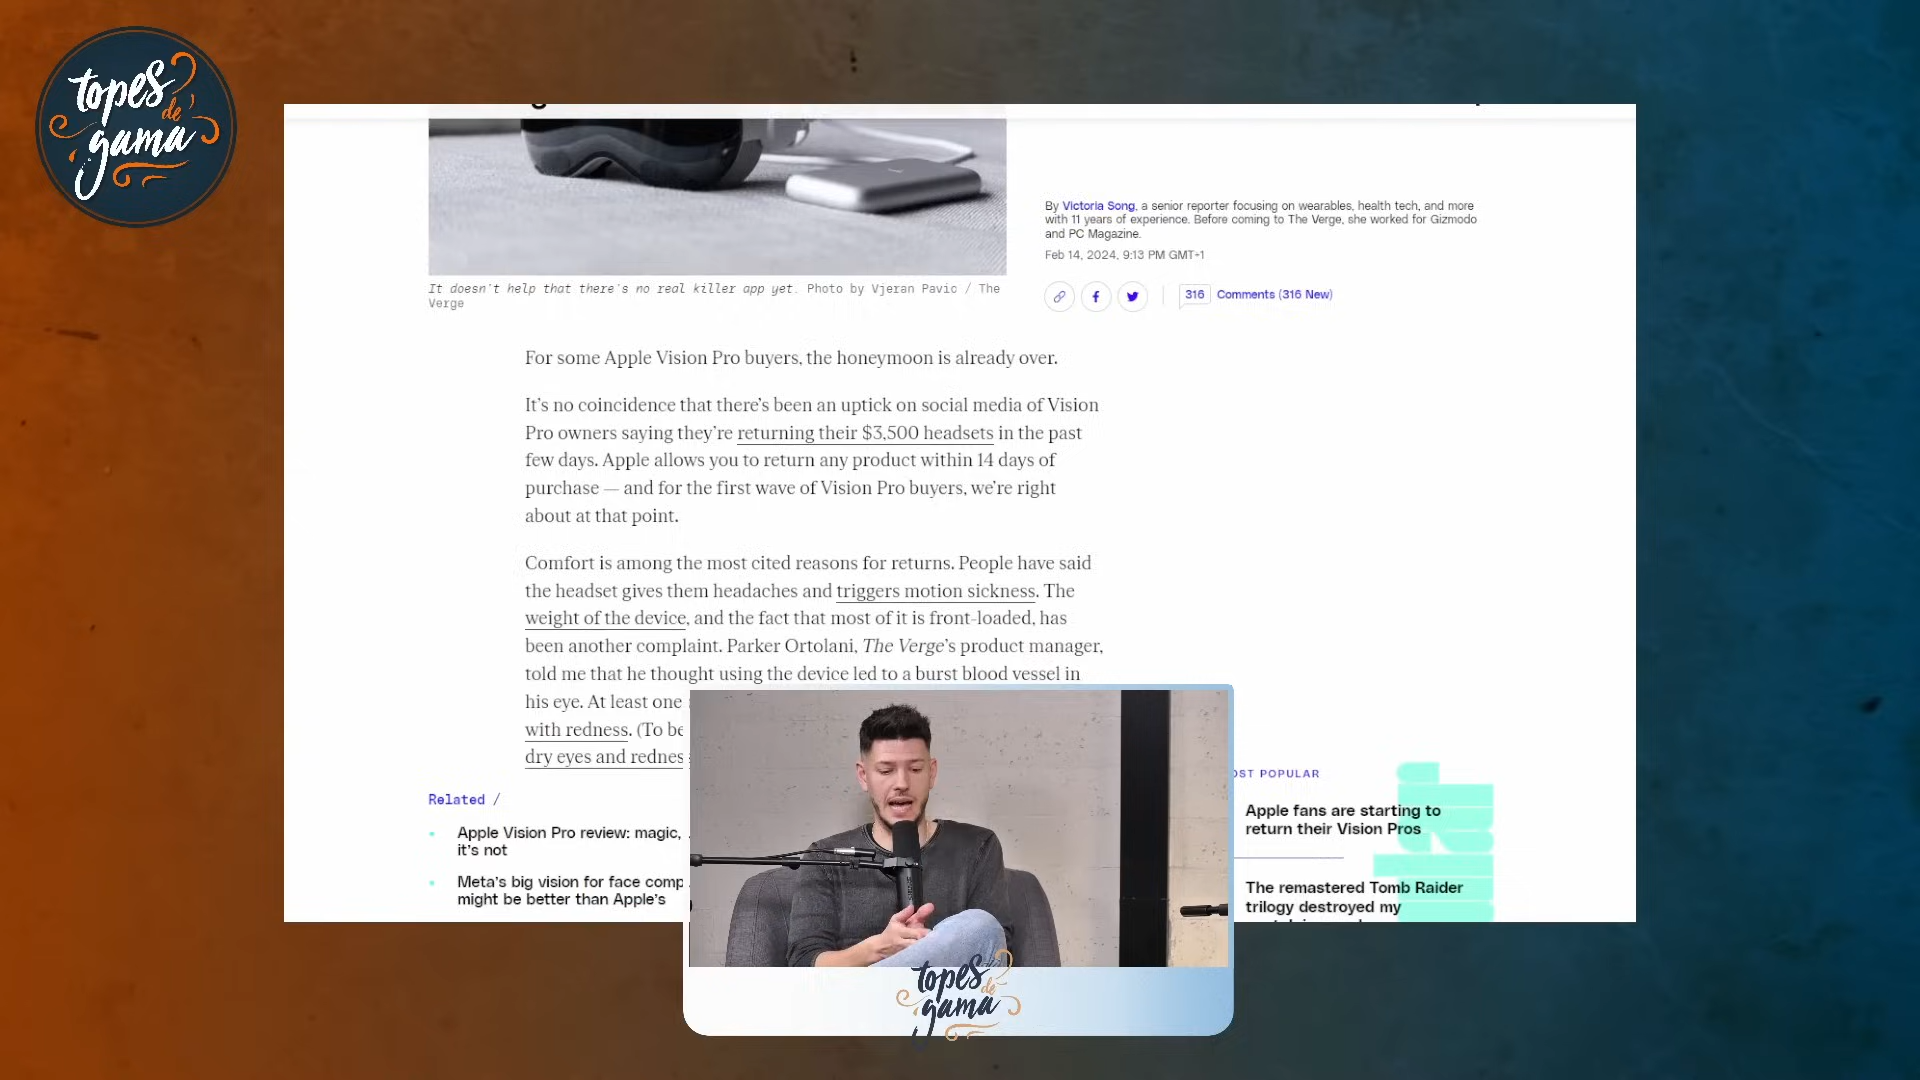 topes
de
gama
By Victoria Song, a senior reporter focusing on wearables, health tech, and more
with 11 years of experience. Before coming to The Verge, she worked for Gizmodo
and PC Magazine.
Feb 14, 2024, 9:13 PM GMT+1
316 Comments (316 New)
It doesn't help that there's no real killer app yet. Photo by Vjeran Pavic / The
Verge
For some Apple Vision Pro buyers, the honeymoon is already over.
It's no coincidence that there's been an uptick on social media of Vision
Pro owners saying they're returning their $3,500 headsets in the past
few days. Apple allows you to return any product within 14 days of
purchase — and for the first wave of Vision Pro buyers, we're right
about at that point.
Comfort is among the most cited reasons for returns. People have said
the headset gives them headaches and triggers motion sickness. The
weight of the device, and the fact that most of it is front-loaded, has
been another complaint. Parker Ortolani, The Verge's product manager,
told me that he thought using the device led to a burst blood vessel in
his eye. At least one
with redness. (To be
dry eyes and rednes
Related /
Apple Vision Pro review: magic,
it's not
Meta's big vision for face comp
might be better than Apple's
OST POPULAR
Apple fans are starting to
return their Vision Pros
The remastered Tomb Raider
trilogy destroyed my
topes
de
gama